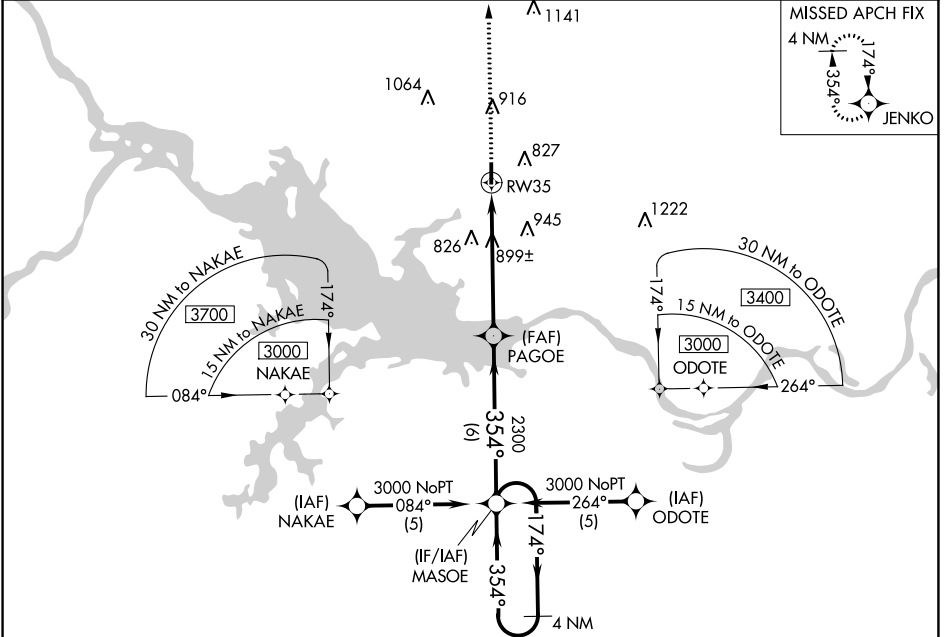 1141
MISSED APCH FIX
4 NM
174°
354°
JENKO
1064
916
827
RW35
1222
945
826
899±
30 NM to NAKAE
3700
174°
15 NM to NAKAE
3000
NAKAE
084°
30 NM to ODOTE
3400
174°
15 NM to ODOTE
3000
ODOTE
264°
(FAF)
PAGOE
2300
354°
(6)
(IAF)
NAKAE
3000 NoPT
084°
(5)
3000 NoPT
264°
(5)
(IAF)
ODOTE
(IF/IAF)
MASOE
174°
354°
4 NM